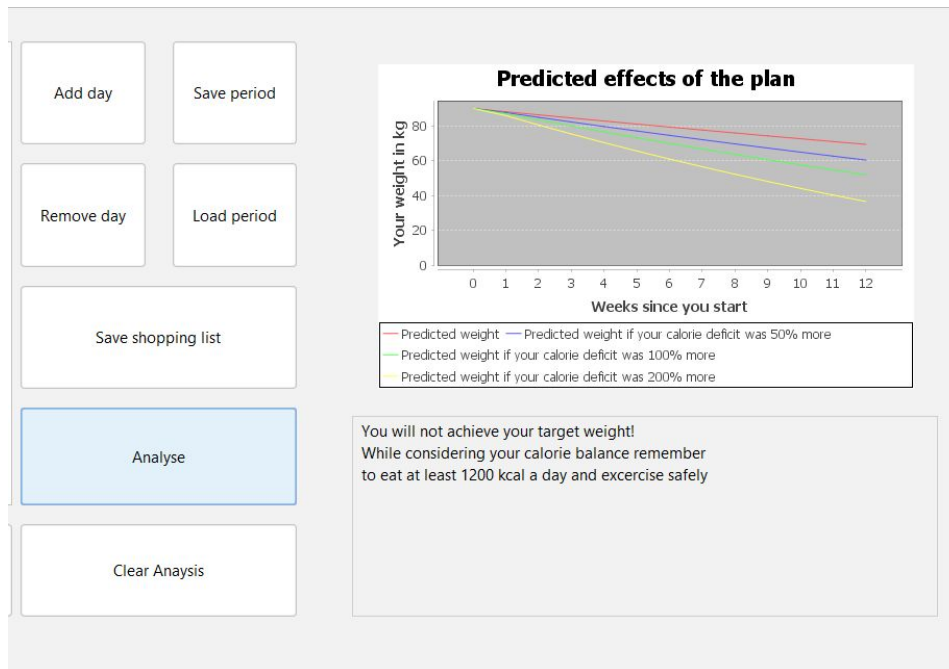 Add day
Save period
Remove day
Load period
Save shopping list
Analyse
Clear Anaysis
Predicted effects of the plan
Your weight in kg
80
60
40
20
0
0 1 2 3 4 5 6 7 8 9 10 11 12
Weeks since you start
Predicted weight Predicted weight if your calorie deficit was 50% more
Predicted weight if your calorie deficit was 100% more
Predicted weight if your calorie deficit was 200% more
You will not achieve your target weight!
While considering your calorie balance remember
to eat at least 1200 kcal a day and excercise safely